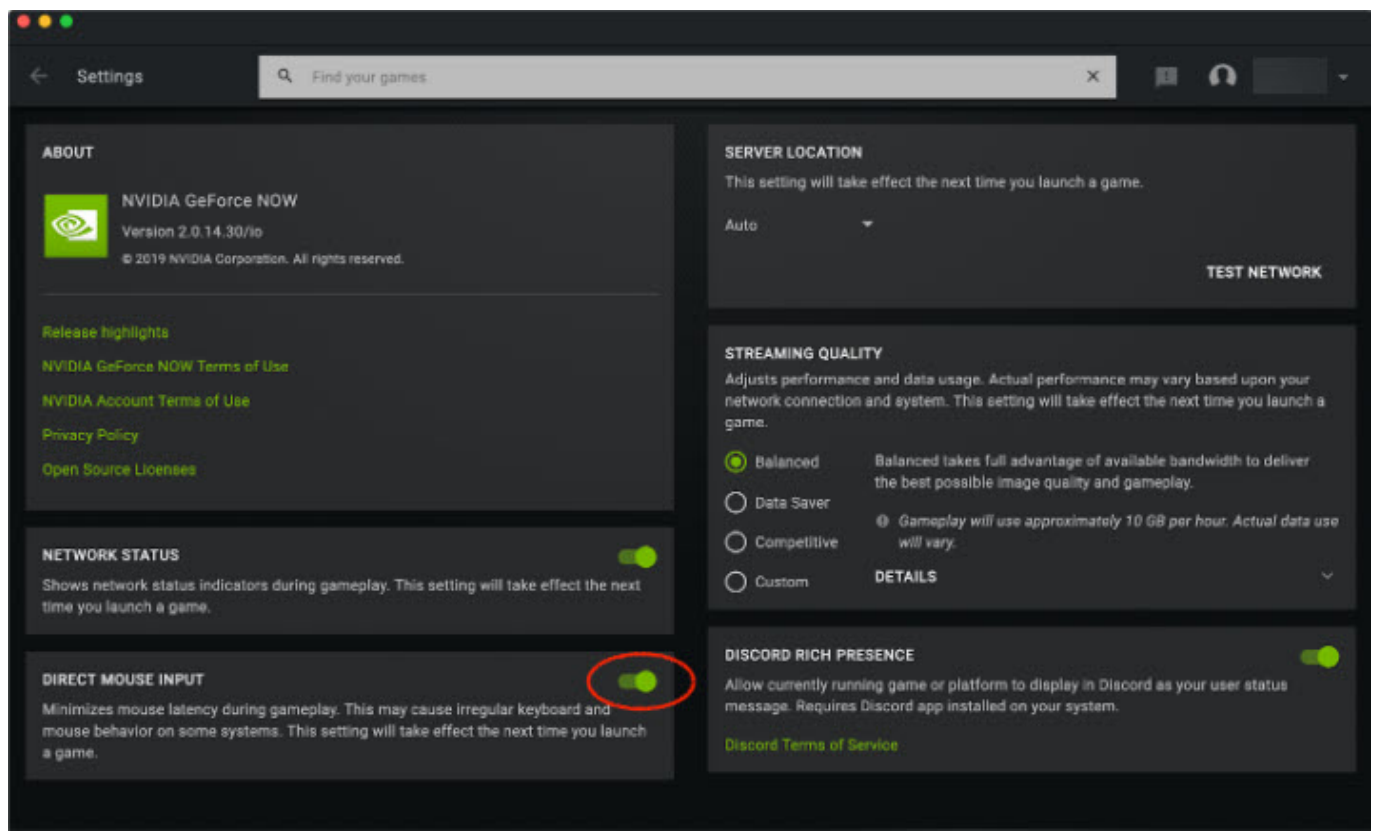 Settings
Find your games
ABOUT
NVIDIA GeForce NOW
Version 2.0.14.30/io
© 2019 NVIDIA Corporation. All rights reserved.
Release highlights
NVIDIA GeForce NOW Terms of Use
NVIDIA Account Terms of Use
Privacy Policy
Open Source Licenses
NETWORK STATUS
Shows network status indicators during gameplay. This setting will take effect the next
time you launch a game.
DIRECT MOUSE INPUT
Minimizes mouse latency during gameplay. This may cause irregular keyboard and
mouse behavior on some systems. This setting will take effect the next time you launch
a game.
SERVER LOCATION
This setting will take effect the next time you launch a game.
Auto
TEST NETWORK
STREAMING QUALITY
Adjusts performance and data usage. Actual performance may vary based upon your
network connection and system. This setting will take effect the next time you launch a
game.
Balanced
Data Saver
Competitive
Custom
Balanced takes full advantage of available bandwidth to deliver
the best possible image quality and gameplay.
Gameplay will use approximately 10 GB per hour. Actual data use
will vary.
DETAILS
DISCORD RICH PRESENCE
Allow currently running game or platform to display in Discord as your user status
message. Requires Discord app installed on your system.
Discord Terms of Service